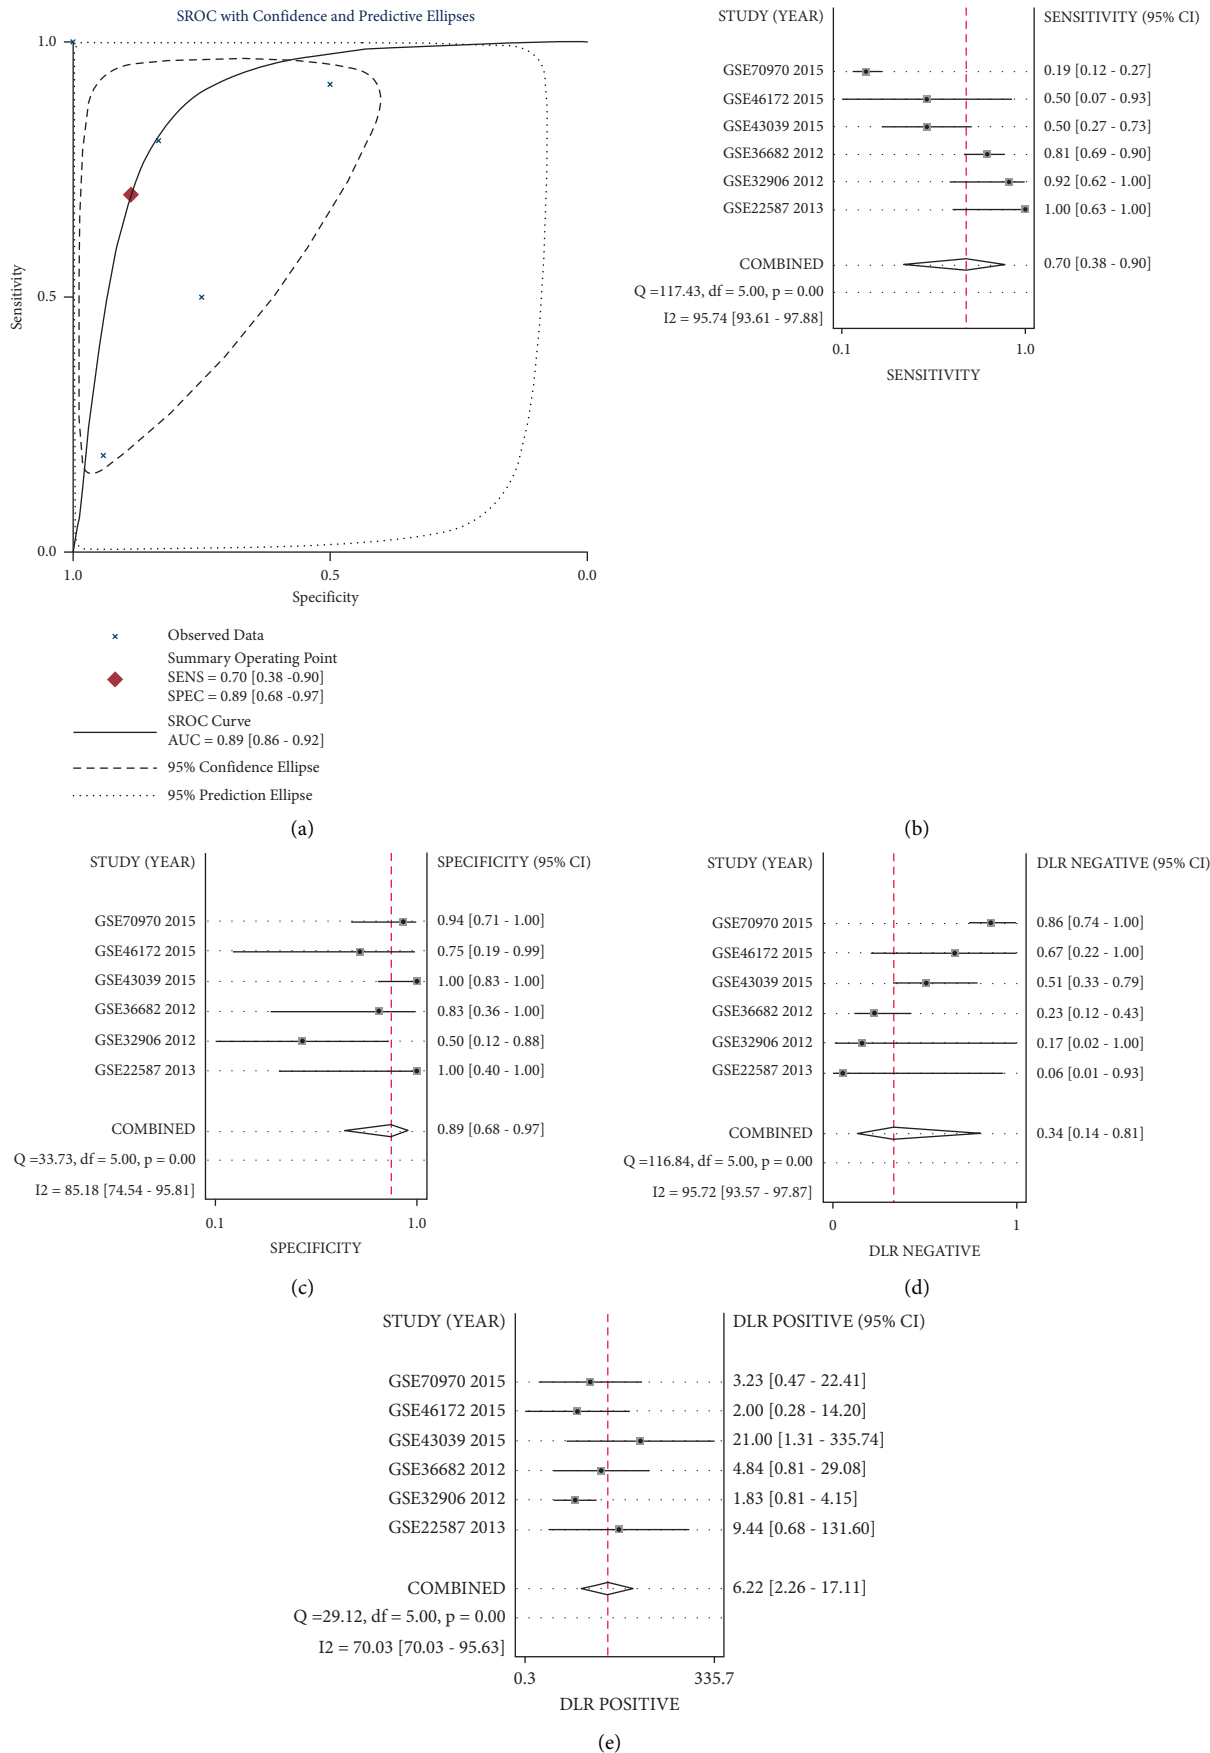 SROC with Confidence and Predictive Ellipses
1.0
0.5
0.0
Sensitivity
1.0
0.5
0.0
Specificity
Observed Data
Summary Operating Point
SENS = 0.70 [0.38 -0.90]
SPEC = 0.89 [0.68 -0.97]
SROC Curve
AUC = 0.89 [0.86 - 0.92]
95% Confidence Ellipse
95% Prediction Ellipse
(a)
STUDY (YEAR) SENSITIVITY (95% CI)
GSE70970 2015 0.19 [0.12 - 0.27]
GSE46172 2015 0.50 [0.07 - 0.93]
GSE43039 2015 0.50 [0.27 - 0.73]
GSE36682 2012 0.81 [0.69 - 0.90]
GSE32906 2012 0.92 [0.62 - 1.00]
GSE22587 2013 1.00 [0.63 - 1.00]
COMBINED 0.70 [0.38 - 0.90]
Q =117.43, df = 5.00, p = 0.00
I2 = 95.74 [93.61 - 97.88]
0.1 1.0
SENSITIVITY
(b)
STUDY (YEAR) SPECIFICITY (95% CI)
GSE70970 2015 0.94 [0.71 - 1.00]
GSE46172 2015 0.75 [0.19 - 0.99]
GSE43039 2015 1.00 [0.83 - 1.00]
GSE36682 2012 0.83 [0.36 - 1.00]
GSE32906 2012 0.50 [0.12 - 0.88]
GSE22587 2013 1.00 [0.40 - 1.00]
COMBINED 0.89 [0.68 - 0.97]
Q =33.73, df = 5.00, p = 0.00
I2 = 85.18 [74.54 - 95.81]
0.1 1.0
SPECIFICITY
(c)
STUDY (YEAR) DLR NEGATIVE (95% CI)
GSE70970 2015 0.86 [0.74 - 1.00]
GSE46172 2015 0.67 [0.22 - 1.00]
GSE43039 2015 0.51 [0.33 - 0.79]
GSE36682 2012 0.23 [0.12 - 0.43]
GSE32906 2012 0.17 [0.02 - 1.00]
GSE22587 2013 0.06 [0.01 - 0.93]
COMBINED 0.34 [0.14 - 0.81]
Q =116.84, df = 5.00, p = 0.00
I2 = 95.72 [93.57 - 97.87]
0 1
DLR NEGATIVE
(d)
STUDY (YEAR) DLR POSITIVE (95% CI)
GSE70970 2015 3.23 [0.47 - 22.41]
GSE46172 2015 2.00 [0.28 - 14.20]
GSE43039 2015 21.00 [1.31 - 335.74]
GSE36682 2012 4.84 [0.81 - 29.08]
GSE32906 2012 1.83 [0.81 - 4.15]
GSE22587 2013 9.44 [0.68 - 131.60]
COMBINED 6.22 [2.26 - 17.11]
Q =29.12, df = 5.00, p = 0.00
I2 = 70.03 [70.03 - 95.63]
0.3 335.7
DLR POSITIVE
(e)